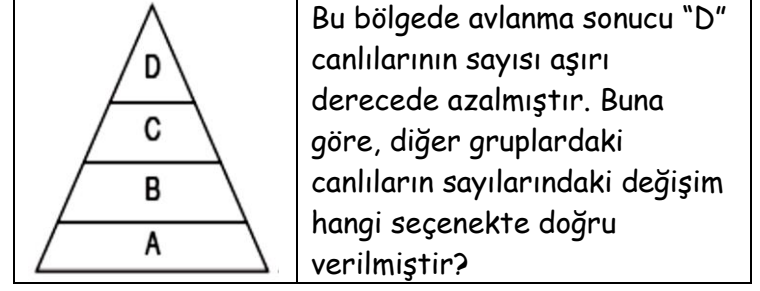 D
C
B
A
Bu bölgede avlanma sonucu “D”
canlılarının sayısı aşırı
derecede azalmıştır. Buna
göre, diğer gruplardaki
canlıların sayılarındaki değişim
hangi seçenekte doğru
verilmiştir?